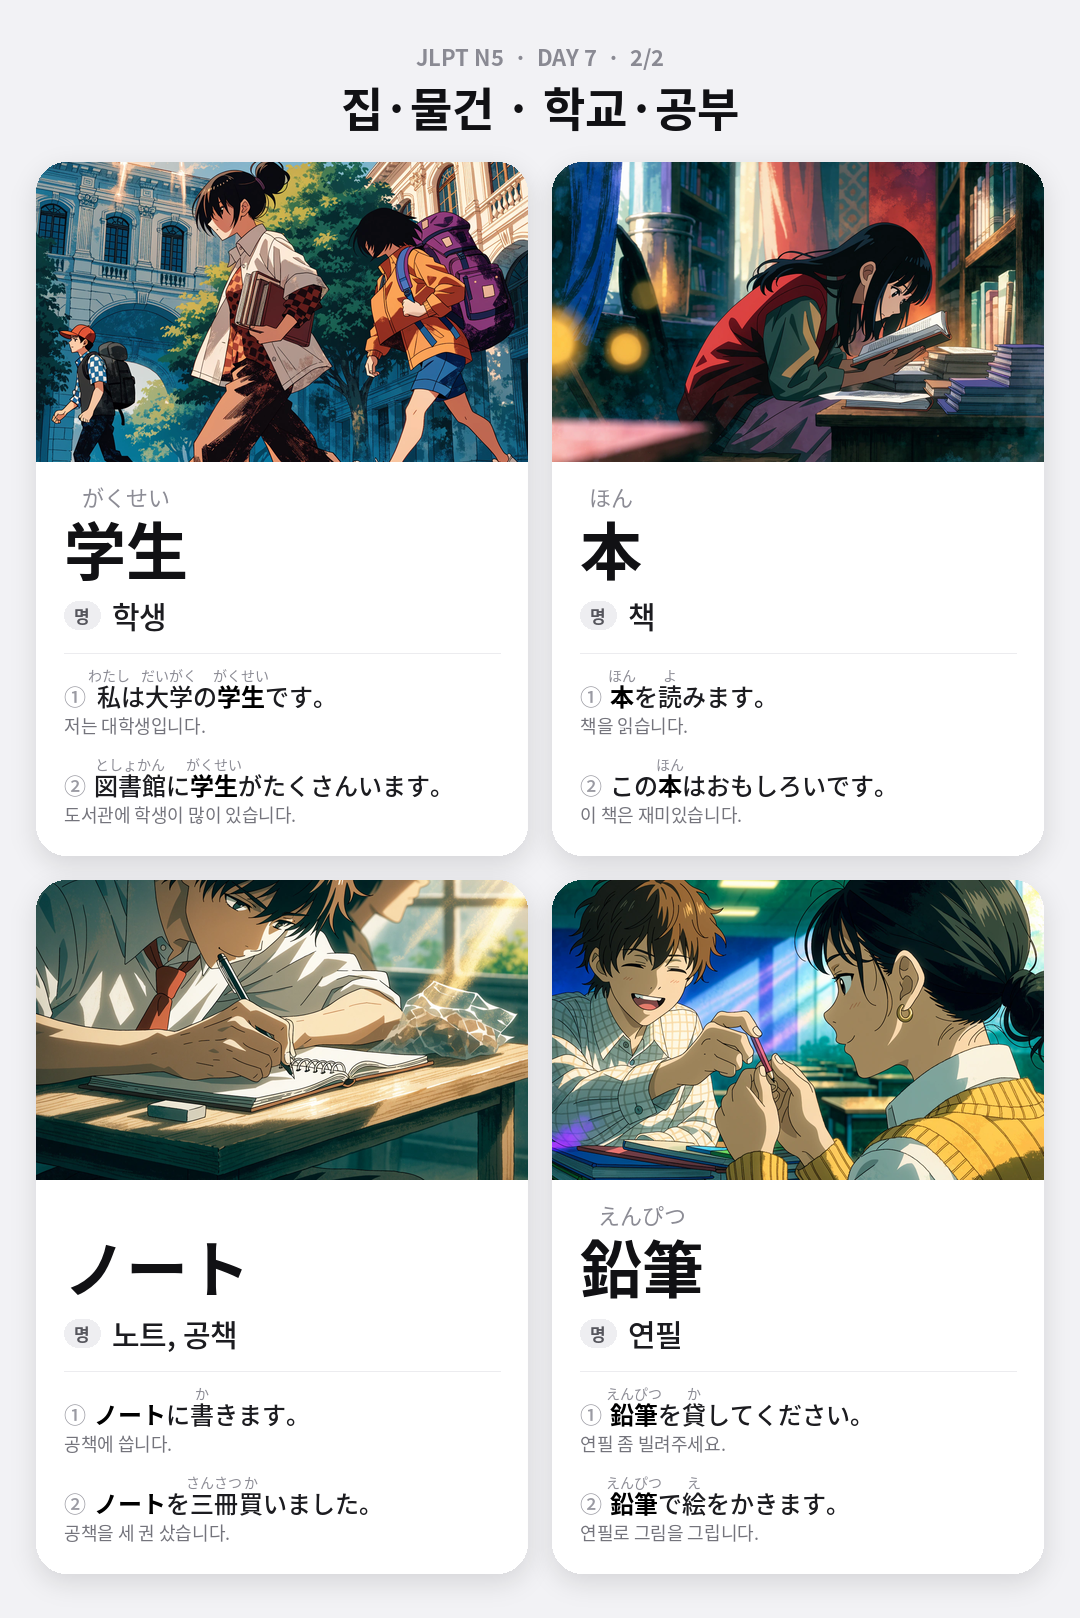 JLPT N5 · DAY 7 · 2/2
집·물건 · 학교·공부
がくせい
学生
명 학생
わたし だいがく がくせい
① 私は大学の学生です。
저는 대학생입니다.
としょかん がくせい
② 図書館に学生がたくさんいます。
도서관에 학생이 많이 있습니다.
ほん
本
명 책
ほん よ
① 本を読みます。
책을 읽습니다.
ほん
② この本はおもしろいです。
이 책은 재미있습니다.
ノート
명 노트, 공책
か
① ノートに書きます。
공책에 씁니다.
さんさつ か
② ノートを三冊買いました。
공책을 세 권 샀습니다.
えんぴつ
鉛筆
명 연필
えんぴつ か
① 鉛筆を貸してください。
연필 좀 빌려주세요.
えんぴつ え
② 鉛筆で絵をかきます。
연필로 그림을 그립니다.